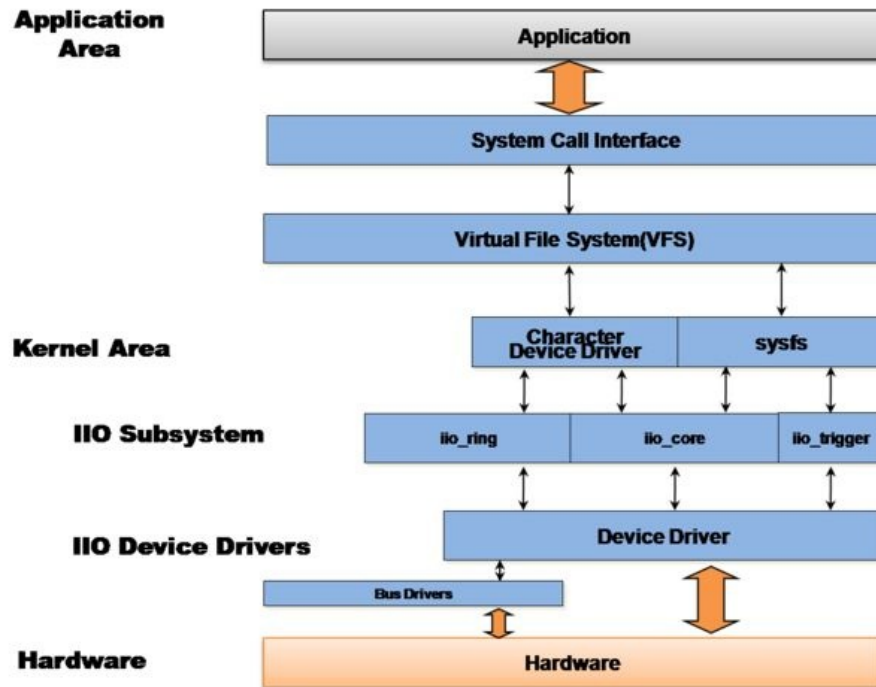 Application
Area
Application
System Call Interface
Virtual File System(VFS)
Kernel Area
Character
Device Driver
sysfs
IIO Subsystem
iio_ring
iio_core
iio_trigger
IIO Device Drivers
Device Driver
Bus Drivers
Hardware
Hardware